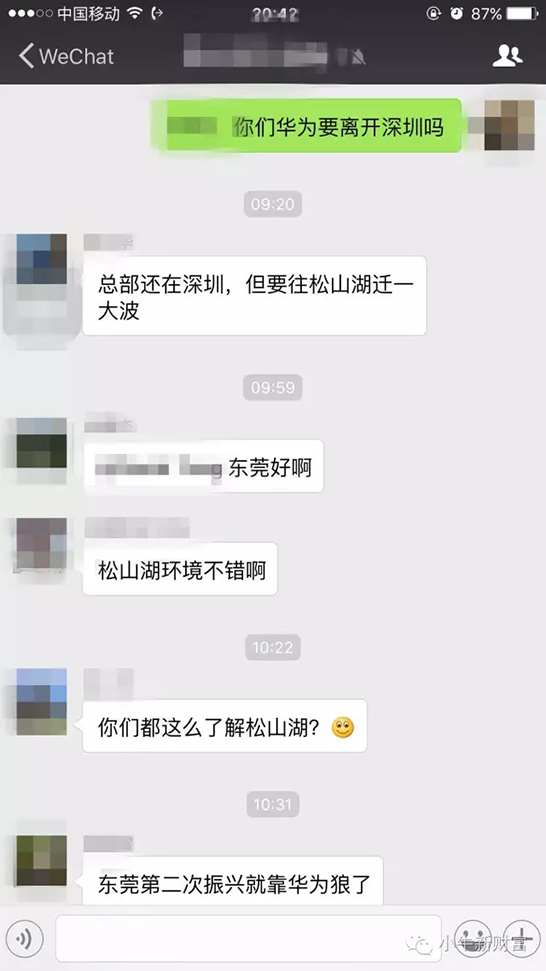 中国移动 20:42 87%
WeChat
你们华为要离开深圳吗
09:20
总部还在深圳，但要往松山湖迁一
大波
09:59
东莞好啊
松山湖环境不错啊
10:22
你们都这么了解松山湖？
10:31
东莞第二次振兴就靠华为狼了
小牛新财富